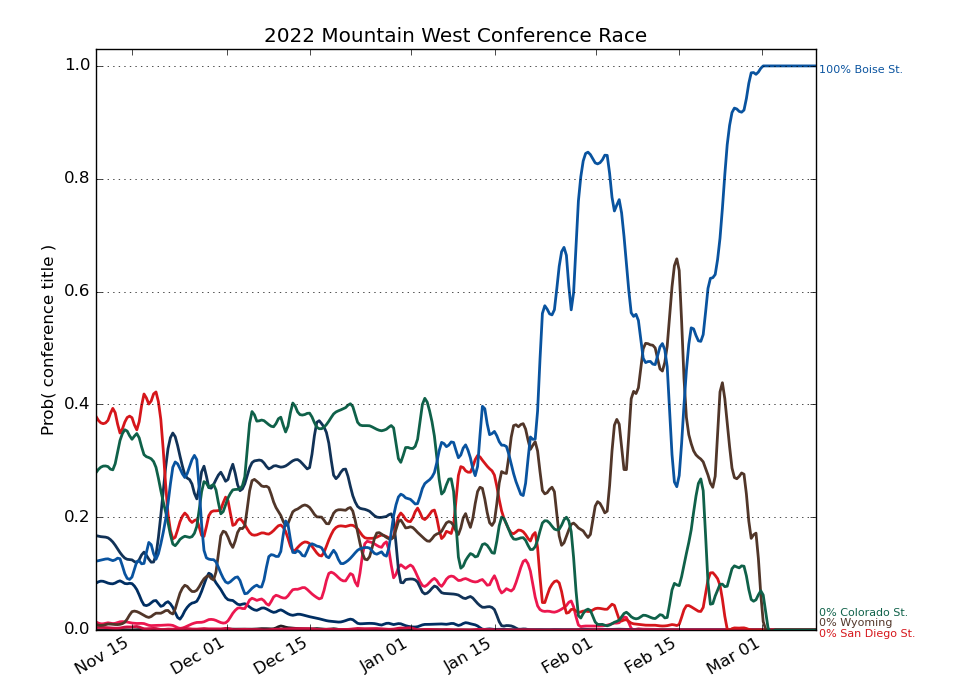 2022 Mountain West Conference Race
Prob( conference title )
1.0
0.8
0.6
0.4
0.2
0.0
Nov 15
Dec 01
Dec 15
Jan 01
Jan 15
Feb 01
Feb 15
Mar 01
100% Boise St.
0% Colorado St.
0% Wyoming
0% San Diego St.